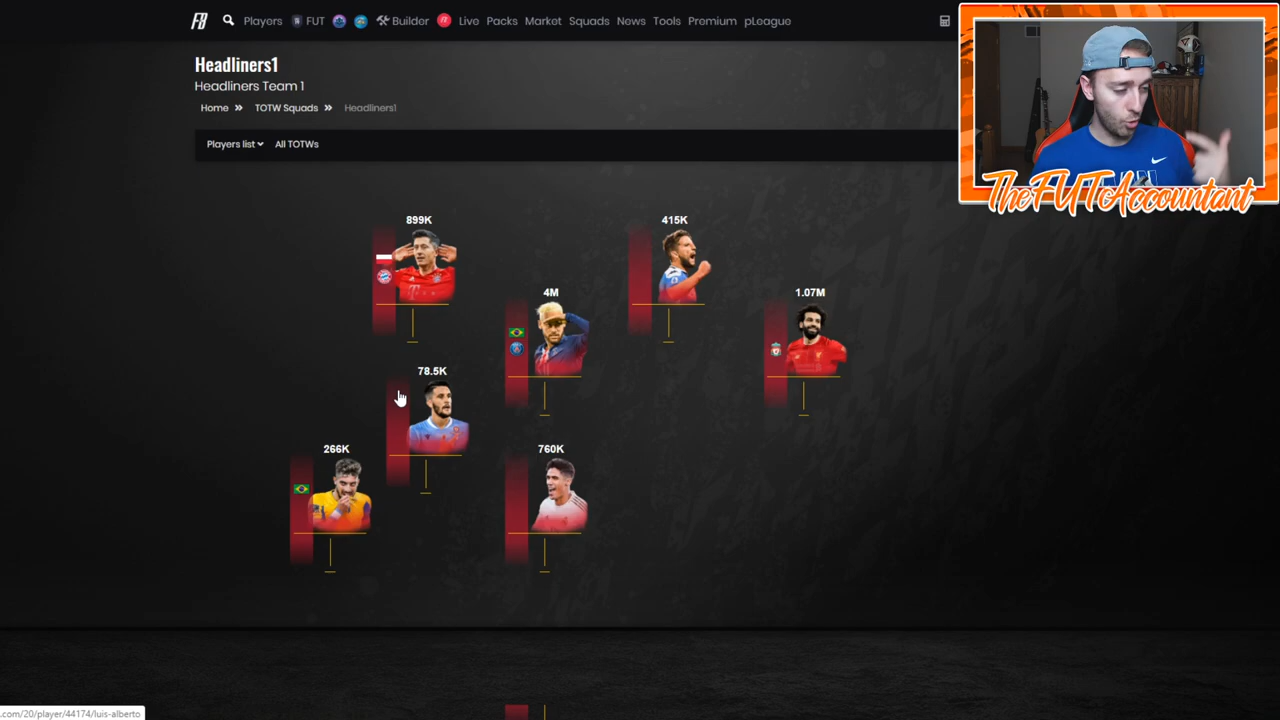 FB Players FUT Builder Live Packs Market Squads News Tools Premium pLeague
Headliners1
Headliners Team 1
Home » TOTW Squads » Headliners1
Players list All TOTWs
TheFUTAccountant
899K
415K
4M
1.07M
78.5K
266K
760K
.com/20/player/44174/luis-alberto